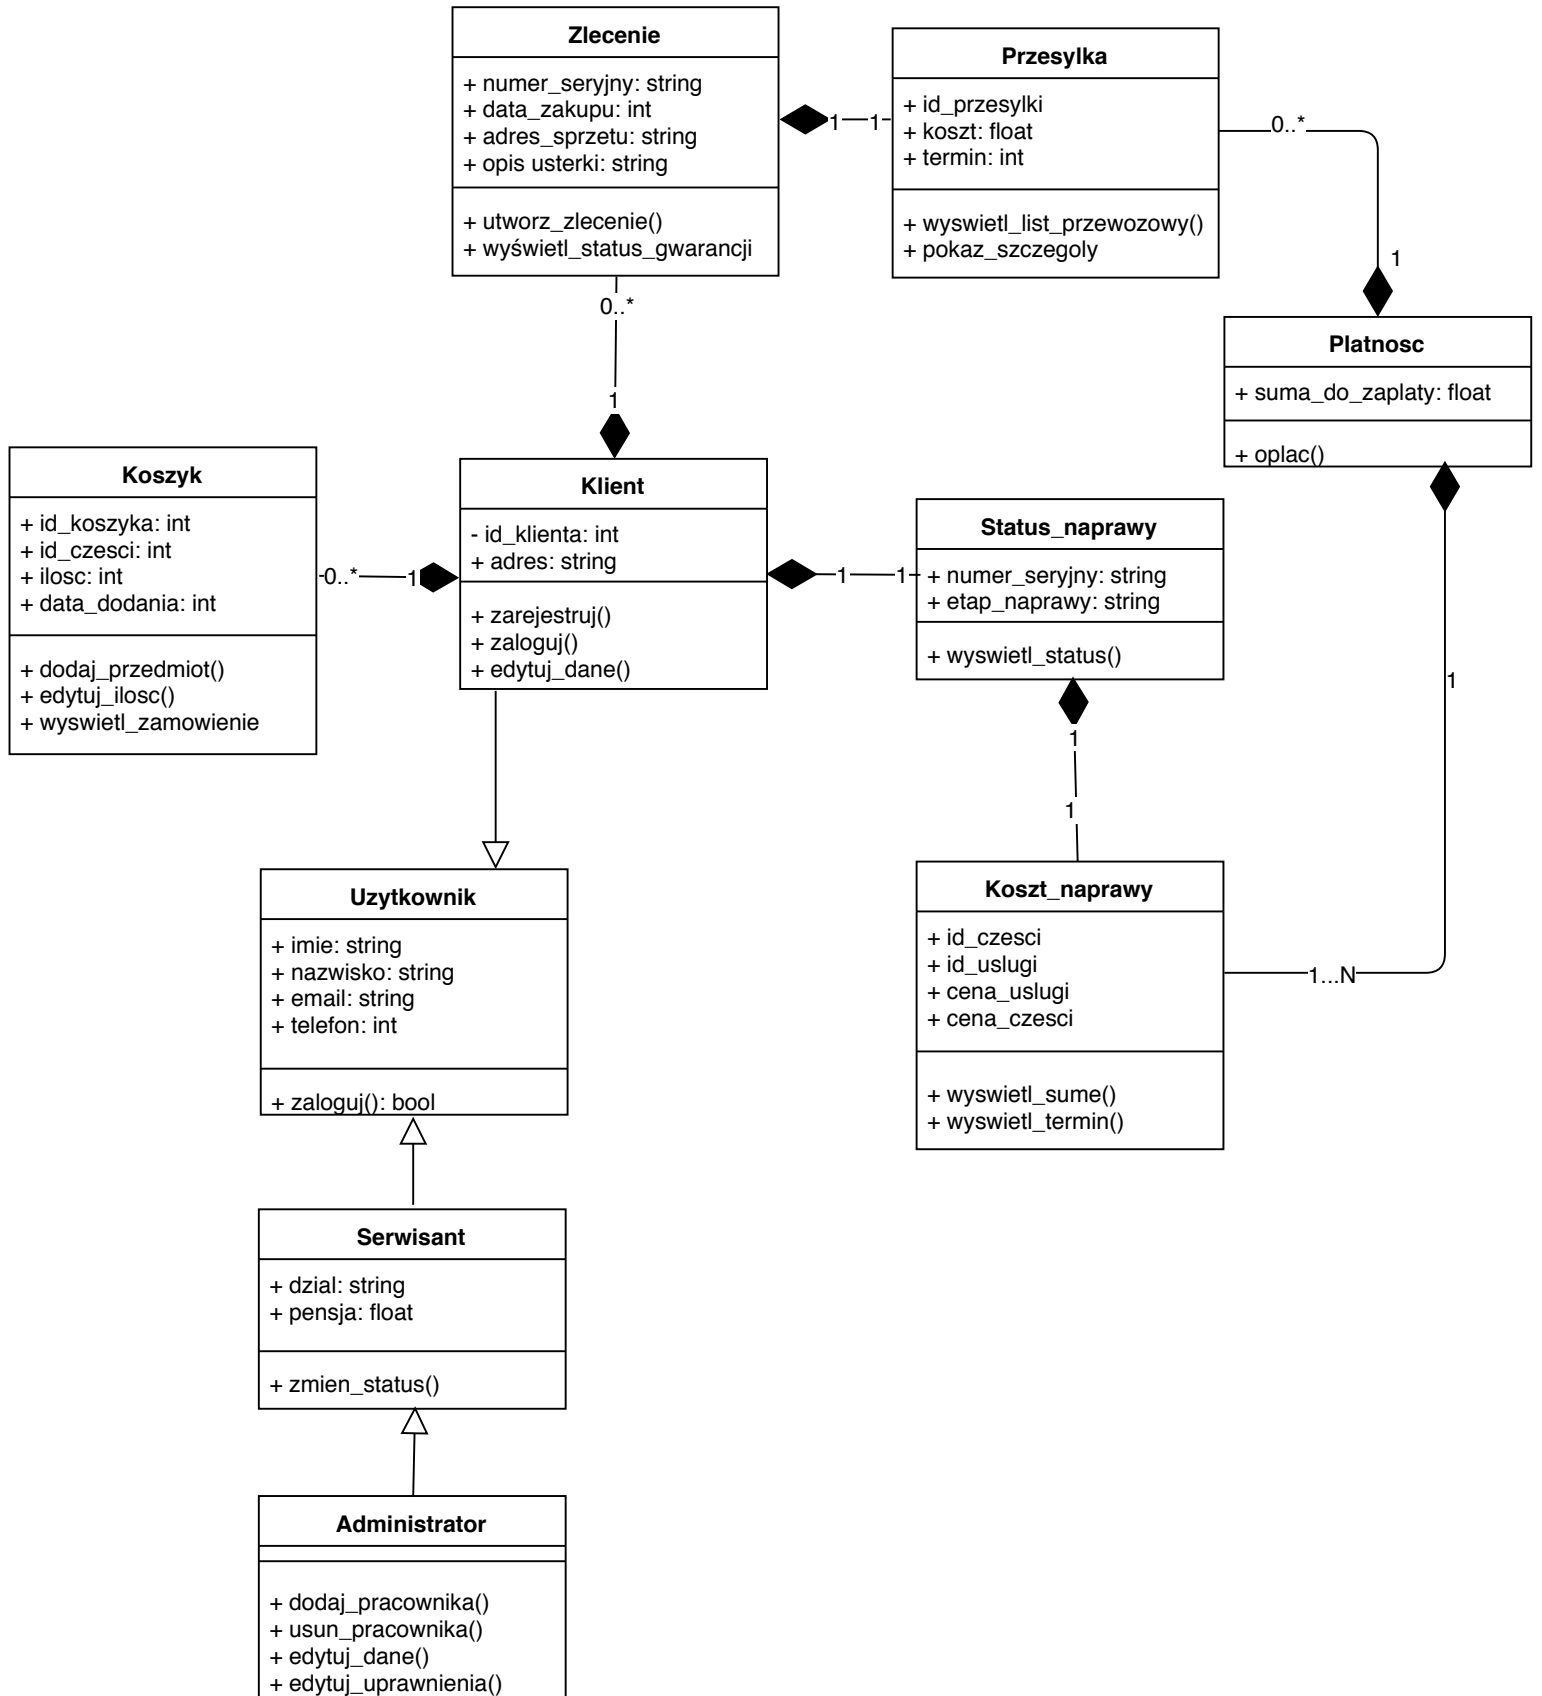 Zlecenie
+ numer_seryjny: string
+ data_zakupu: int
+ adres_sprzetu: string
+ opis usterki: string
+ utworz_zlecenie()
+ wyświetl_status_gwarancji
1
1
Przesylka
+ id_przesylki
+ koszt: float
+ termin: int
+ wyswietl_list_przewozowy()
+ pokaz_szczegoly
0..*
1
Platnosc
+ suma_do_zaplaty: float
+ oplac()
0..*
1
Koszyk
+ id_koszyka: int
+ id_czesci: int
+ ilosc: int
+ data_dodania: int
+ dodaj_przedmiot()
+ edytuj_ilosc()
+ wyswietl_zamowienie
0..*
1
Klient
- id_klienta: int
+ adres: string
+ zarejestruj()
+ zaloguj()
+ edytuj_dane()
1
1
Status_naprawy
+ numer_seryjny: string
+ etap_naprawy: string
+ wyswietl_status()
1
1
1
Koszt_naprawy
+ id_czesci
+ id_uslugi
+ cena_uslugi
+ cena_czesci
+ wyswietl_sume()
+ wyswietl_termin()
1...N
Uzytkownik
+ imie: string
+ nazwisko: string
+ email: string
+ telefon: int
+ zaloguj(): bool
Serwisant
+ dzial: string
+ pensja: float
+ zmien_status()
Administrator
+ dodaj_pracownika()
+ usun_pracownika()
+ edytuj_dane()
+ edytuj_uprawnienia()